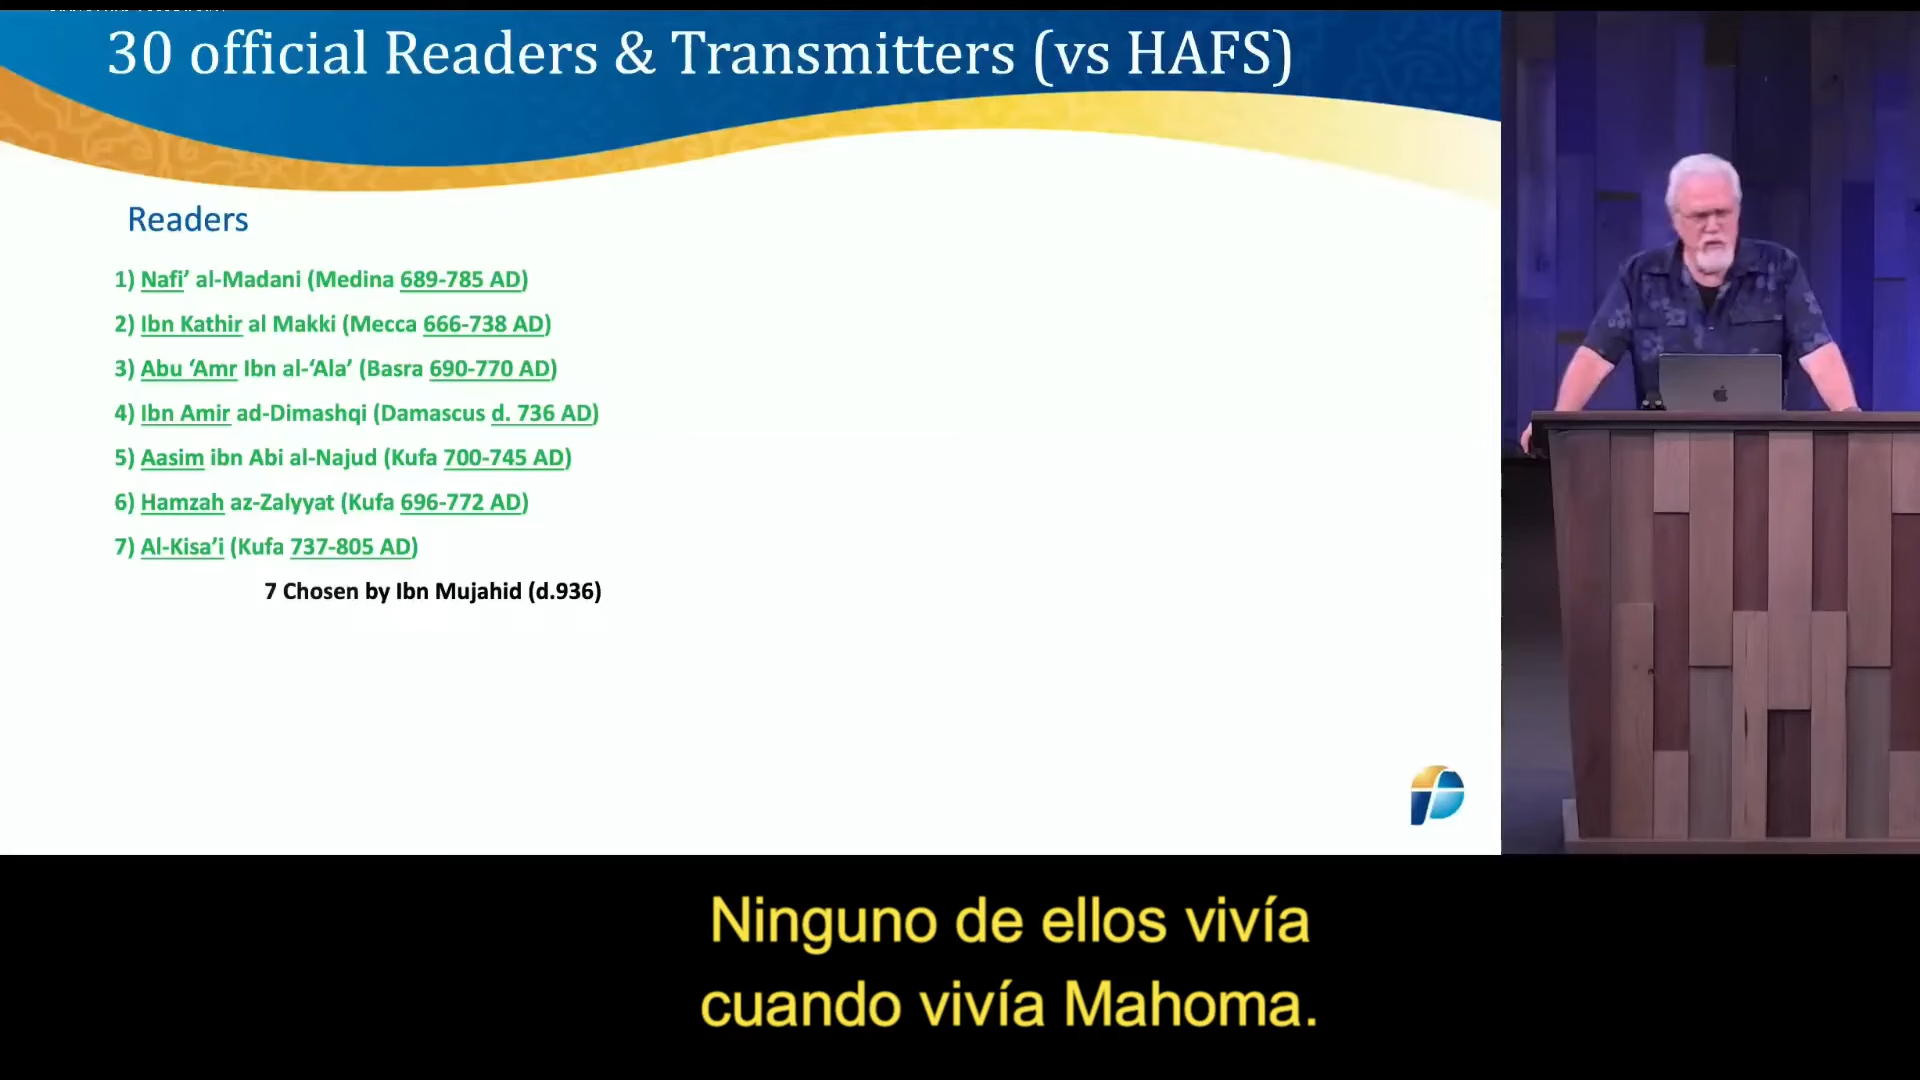 30 official Readers & Transmitters (vs HAFS)
Readers
1) Nafi’ al-Madani (Medina 689-785 AD)
2) Ibn Kathir al Makki (Mecca 666-738 AD)
3) Abu ‘Amr Ibn al-‘Ala’ (Basra 690-770 AD)
4) Ibn Amir ad-Dimashqi (Damascus d. 736 AD)
5) Aasim ibn Abi al-Najud (Kufa 700-745 AD)
6) Hamzah az-Zalyyat (Kufa 696-772 AD)
7) Al-Kisa’i (Kufa 737-805 AD)
7 Chosen by Ibn Mujahid (d.936)
Ninguno de ellos vivía
cuando vivía Mahoma.